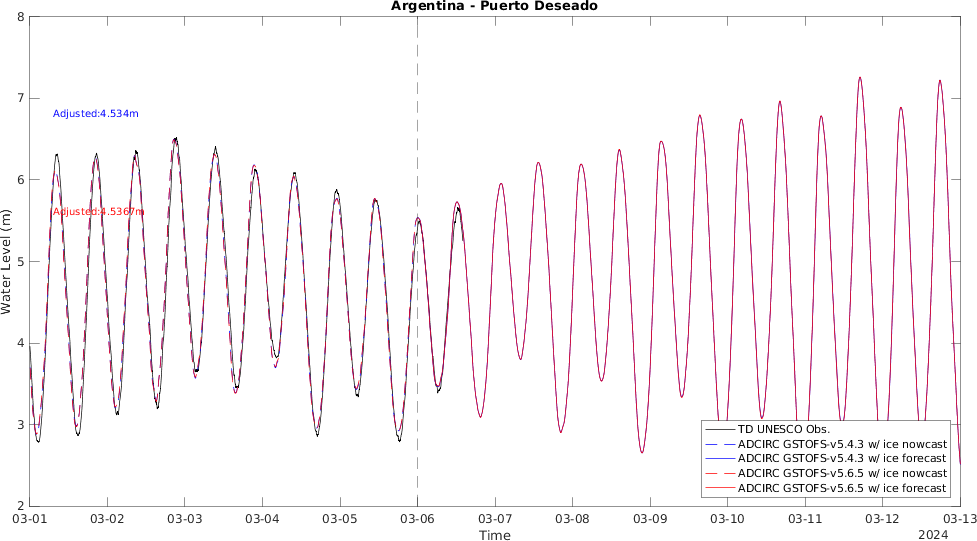 Argentina - Puerto Deseado
Water Level (m)
8
7
6
5
4
3
2
Adjusted:4.534m
Adjusted:4.5367m
TD UNESCO Obs.
ADCIRC GSTOFS-v5.4.3 w/ ice nowcast
ADCIRC GSTOFS-v5.4.3 w/ ice forecast
ADCIRC GSTOFS-v5.6.5 w/ ice nowcast
ADCIRC GSTOFS-v5.6.5 w/ ice forecast
03-01 03-02 03-03 03-04 03-05 03-06 03-07 03-08 03-09 03-10 03-11 03-12 03-13
Time
2024